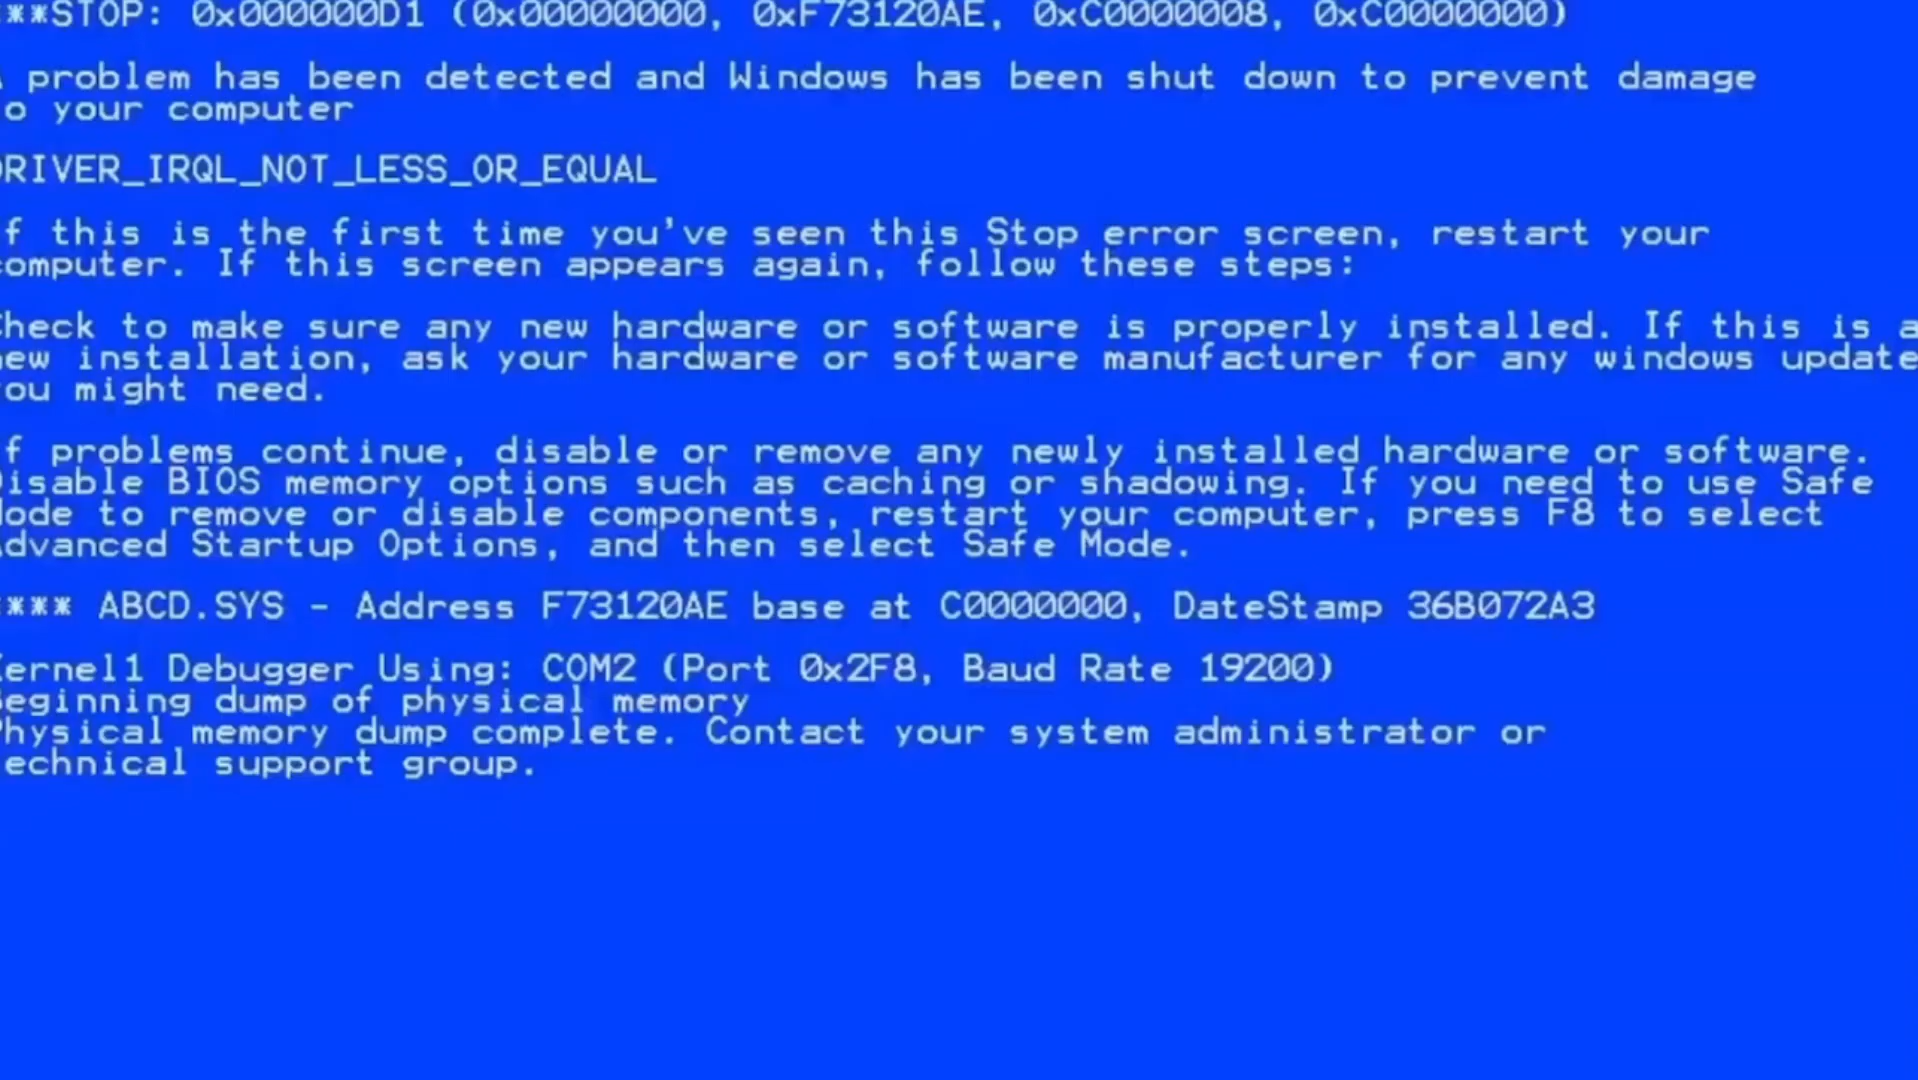 **STOP: 0x000000D1 (0x00000000, 0xF73120AE, 0xC0000008, 0xC0000000)
problem has been detected and Windows has been shut down to prevent damage
o your computer
RIVER_IRQL_NOT_LESS_OR_EQUAL
f this is the first time you've seen this Stop error screen, restart your
omputer. If this screen appears again, follow these steps:
heck to make sure any new hardware or software is properly installed. If this is a
ew installation, ask your hardware or software manufacturer for any windows update
ou might need.
f problems continue, disable or remove any newly installed hardware or software.
isable BIOS memory options such as caching or shadowing. If you need to use Safe
ode to remove or disable components, restart your computer, press F8 to select
dvanced Startup Options, and then select Safe Mode.
*** ABCD.SYS - Address F73120AE base at C0000000, DateStamp 36B072A3
ernel1 Debugger Using: COM2 (Port 0x2F8, Baud Rate 19200)
eginning dump of physical memory
hysical memory dump complete. Contact your system administrator or
echnical support group.